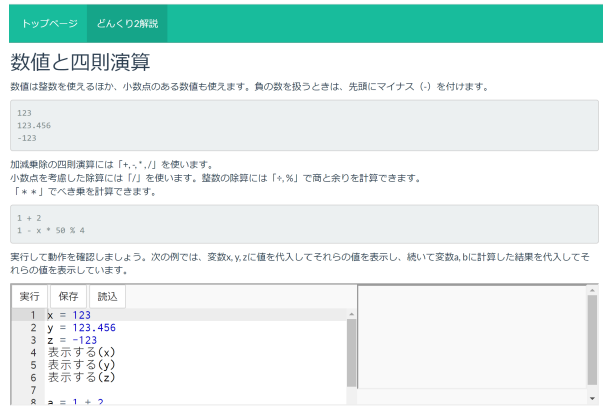 トップページ どんぐり2解説
数値と四則演算
数値は整数を使えるほか、小数点のある数値も使えます。負の数を扱うときは、先頭にマイナス（-）を付けます。
123
123.456
-123
加減乗除の四則演算には「+,-,*,/」を使います。
小数点を考慮した除算には「/」を使います。整数の除算には「÷,%」で商と余りを計算できます。
「＊＊」でべき乗を計算できます。
1 + 2
1 - x * 50 % 4
実行して動作を確認しましょう。次の例では、変数x,y,zに値を代入してそれらの値を表示し、続いて変数a,bに計算した結果を代入してそ
れらの値を表示しています。
実行 保存 読込
1 x = 123
2 y = 123.456
3 z = -123
4 表示する(x)
5 表示する(y)
6 表示する(z)
7
8 a = 1 + 2